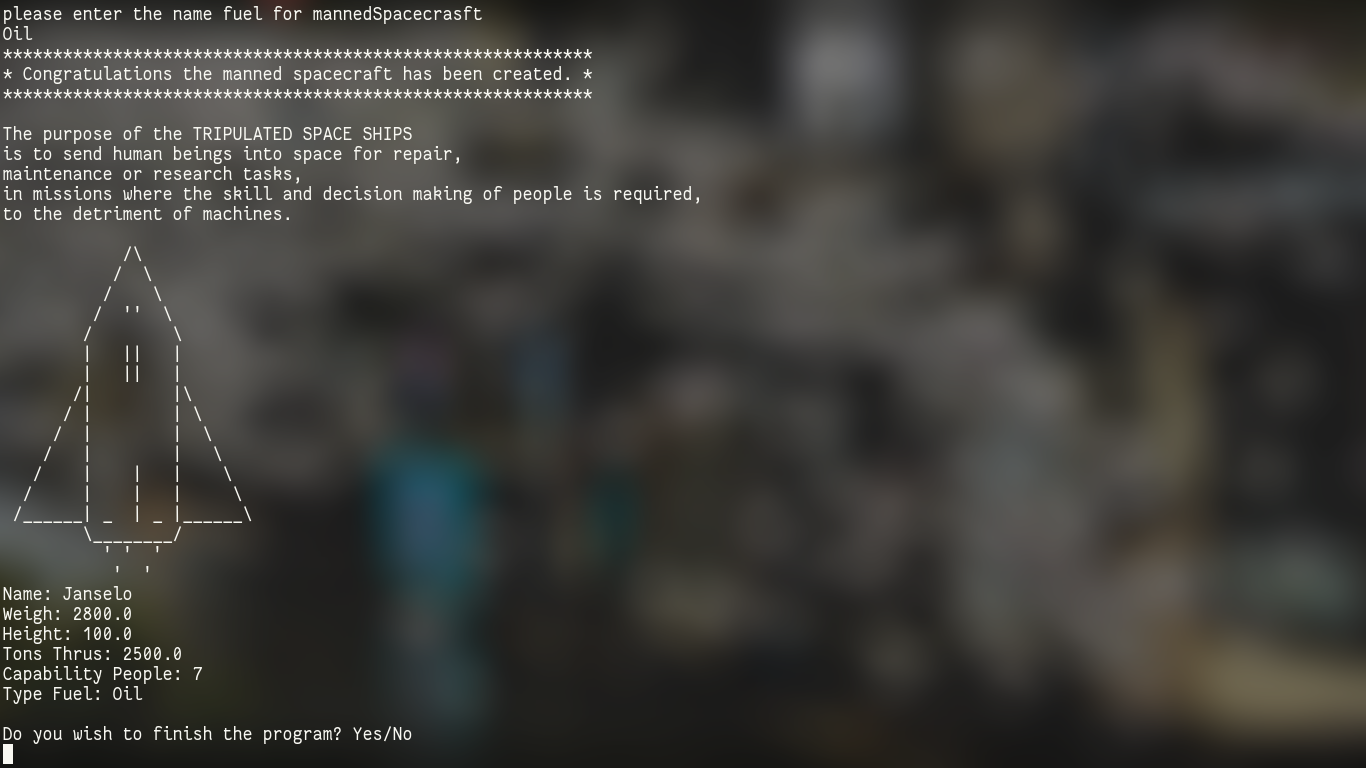 please enter the name fuel for mannedSpacecrasft
Oil
***********************************************************
* Congratulations the manned spacecraft has been created. *
***********************************************************
The purpose of the TRIPULATED SPACE SHIPS
is to send human beings into space for repair,
maintenance or research tasks,
in missions where the skill and decision making of people is required,
to the detriment of machines.
Name: Janselo
Weigh: 2800.0
Height: 100.0
Tons Thrus: 2500.0
Capability People: 7
Type Fuel: Oil
Do you wish to finish the program? Yes/No